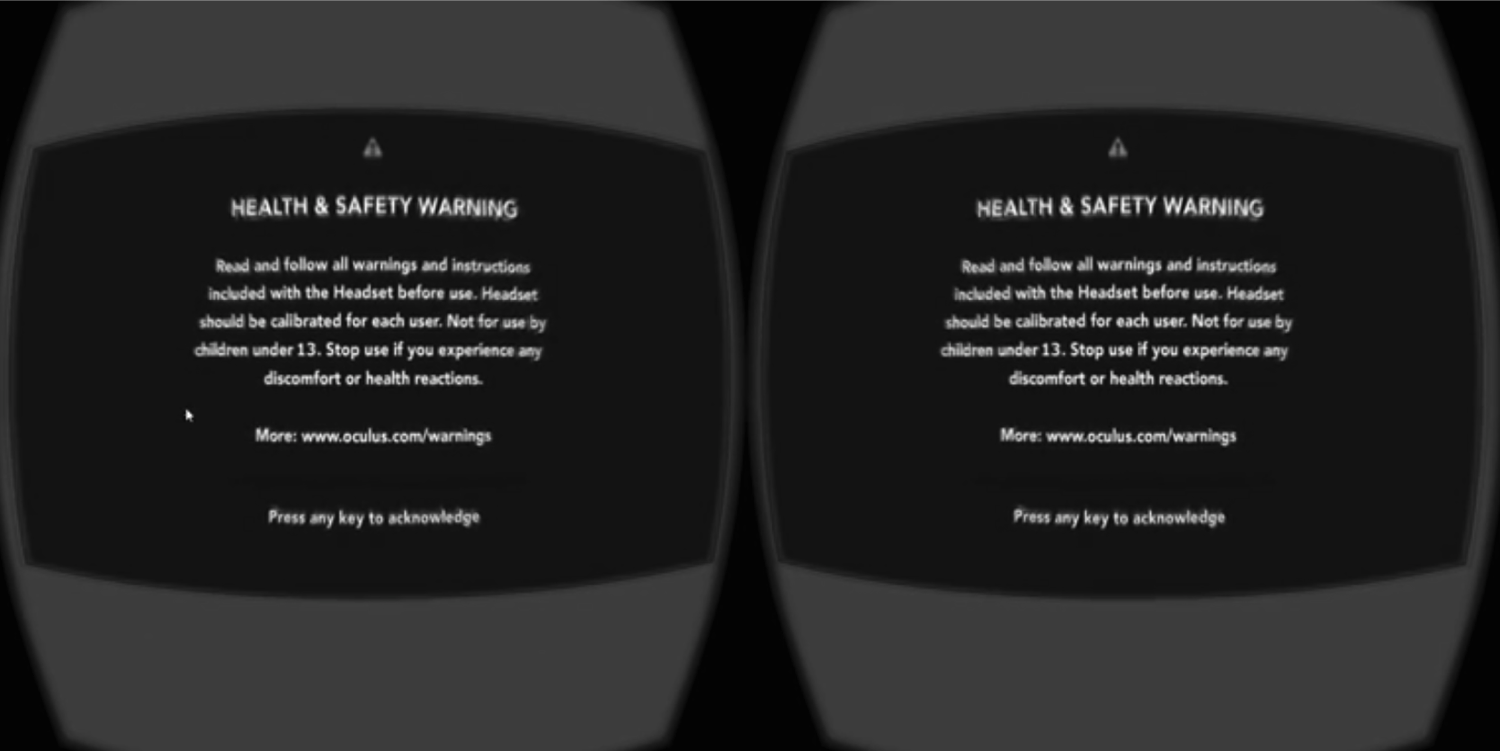 HEALTH & SAFETY WARNING
Read and follow all warnings and instructions
included with the Headset before use. Headset
should be calibrated for each user. Not for use by
children under 13. Stop use if you experience any
discomfort or health reactions.
More: www.oculus.com/warnings
Press any key to acknowledge
HEALTH & SAFETY WARNING
Read and follow all warnings and instructions
included with the Headset before use. Headset
should be calibrated for each user. Not for use by
children under 13. Stop use if you experience any
discomfort or health reactions.
More: www.oculus.com/warnings
Press any key to acknowledge